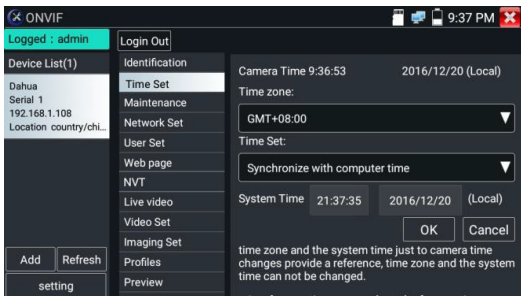 ONVIF
9:37 PM
Logged : admin
Login Out
Device List(1)
Dahua
Serial 1
192.168.1.108
Location country/chi...
Add
Refresh
setting
Identification
Time Set
Maintenance
Network Set
User Set
Web page
NVT
Live video
Video Set
Imaging Set
Profiles
Preview
Camera Time 9:36:53 2016/12/20 (Local)
Time zone:
GMT+08:00
Time Set:
Synchronize with computer time
System Time 21:37:35 2016/12/20 (Local)
OK Cancel
time zone and the system time just to camera time
changes provide a reference, time zone and the system
time can not be changed.